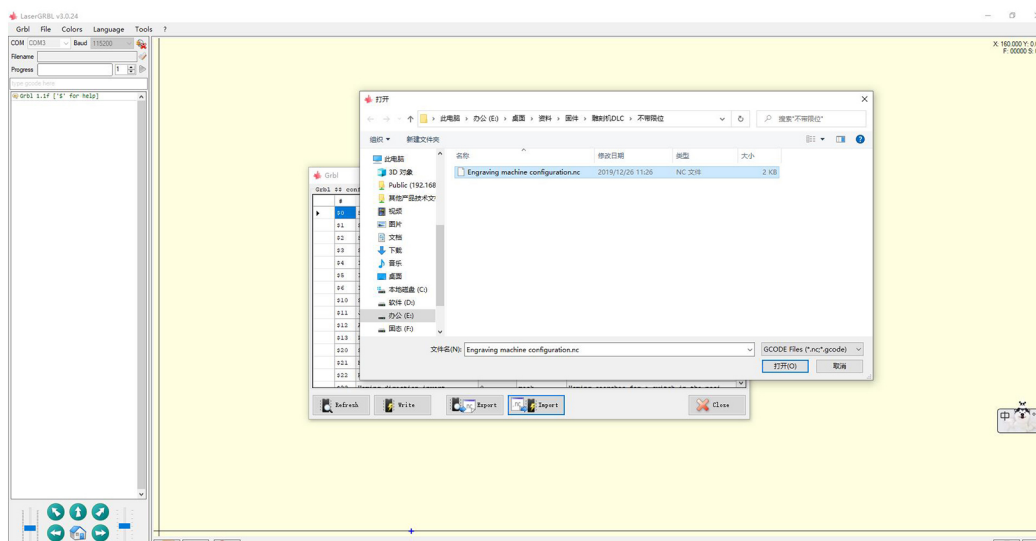 LaserGRBL v3.0.24
Grbl File Colors Language Tools ?
COM COM3 Baud 115200
Filename
Progress 1
type gcode here
Grbl 1.1f ['$' for help]
X: 160.000 Y: 0.
F: 00000 S:
打开
此电脑 › 办公 (E:) › 桌面 › 资料 › 固件 › 雕刻机DLC › 不带限位
搜索"不带限位"
组织 新建文件夹
名称 修改日期 类型 大小
Engraving machine configuration.nc 2019/12/26 11:26 NC 文件 2 KB
此电脑
3D 对象
Public (192.168
其他产品技术文
视频
图片
文档
下载
音乐
桌面
本地磁盘 (C:)
软件 (D:)
办公 (E:)
固态 (F:)
文件名(N): Engraving machine configuration.nc GCODE Files (*.nc;*.gcode)
打开(O) 取消
Grbl
Grbl $$ conf
#
$0
$1
$2
$3
$4
$5
$6
$10
$11
$12
$13
$20
$21
$22
Refresh Write Export Import Close
中